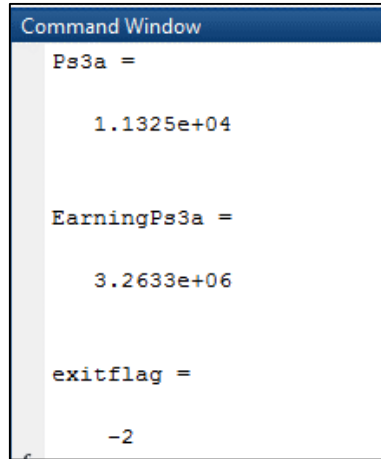 Command Window
Ps3a =
1.1325e+04
EarningPs3a =
3.2633e+06
exitflag =
-2